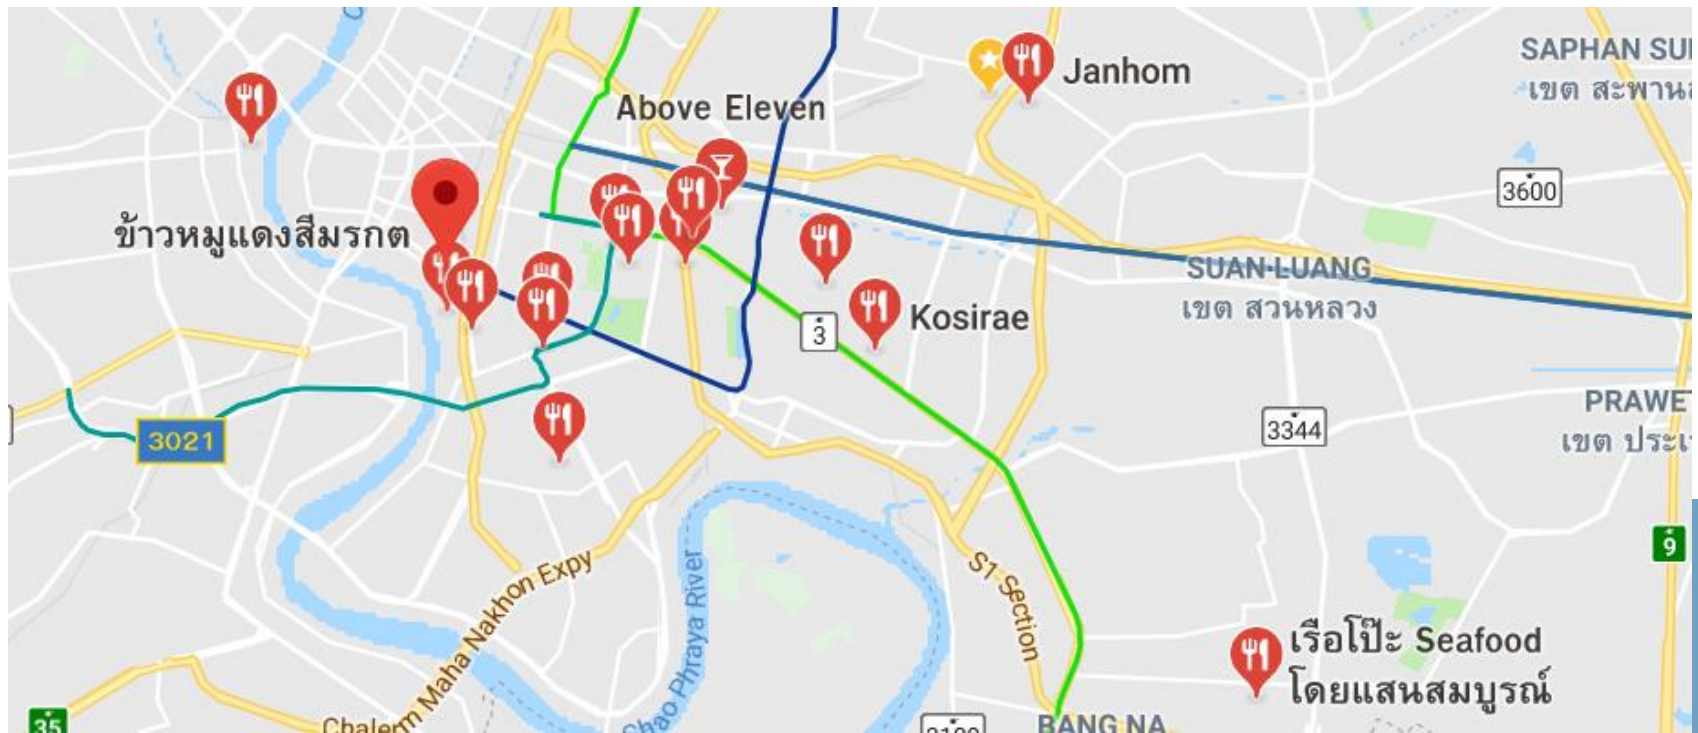 SAPHAN SU
Janhom
เขต สะพาน
Above Eleven
3600
ข้าวหมูแดงสีมรกต
SUAN LUANG
เขต สวนหลวง
Kosirae
3
PRAWE
เขต ประเ
3344
3021
9
S1 Section
Chalerm Maha Nakhon Expy
Chao Phraya River
เรือโป๊ะ Seafood
โดยแสนสมบูรณ์
35
BANG NA